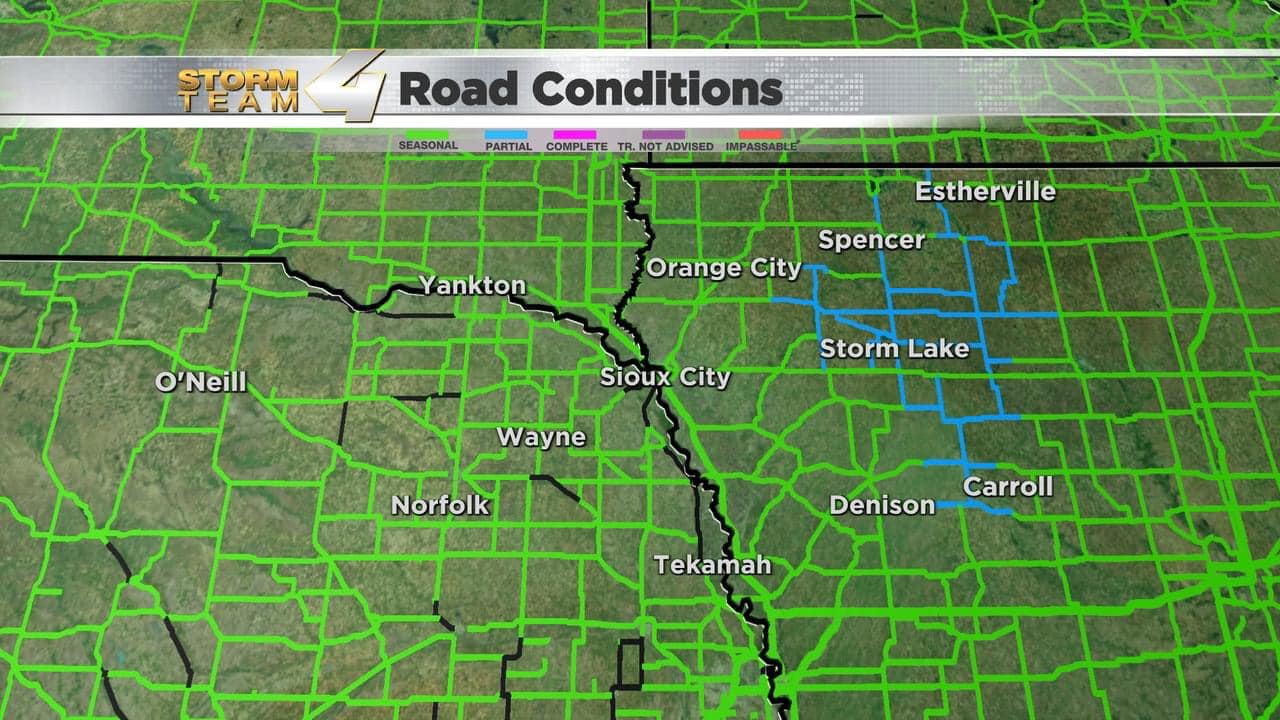 STORM TEAM 4 Road Conditions
SEASONAL PARTIAL COMPLETE TR. NOT ADVISED IMPASSABLE
Estherville
Spencer
Orange City
Yankton
Storm Lake
Sioux City
O'Neill
Wayne
Carroll
Norfolk
Denison
Tekamah